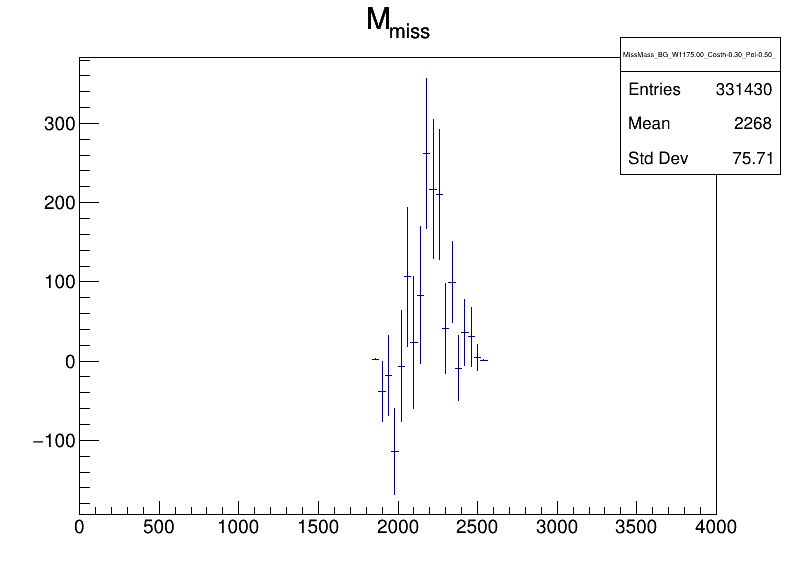 M_miss
MissMass_BG_W1175.00_Costh-0.30_Pol-0.50_
Entries 331430
Mean 2268
Std Dev 75.71
300
200
100
0
−100
0 500 1000 1500 2000 2500 3000 3500 4000